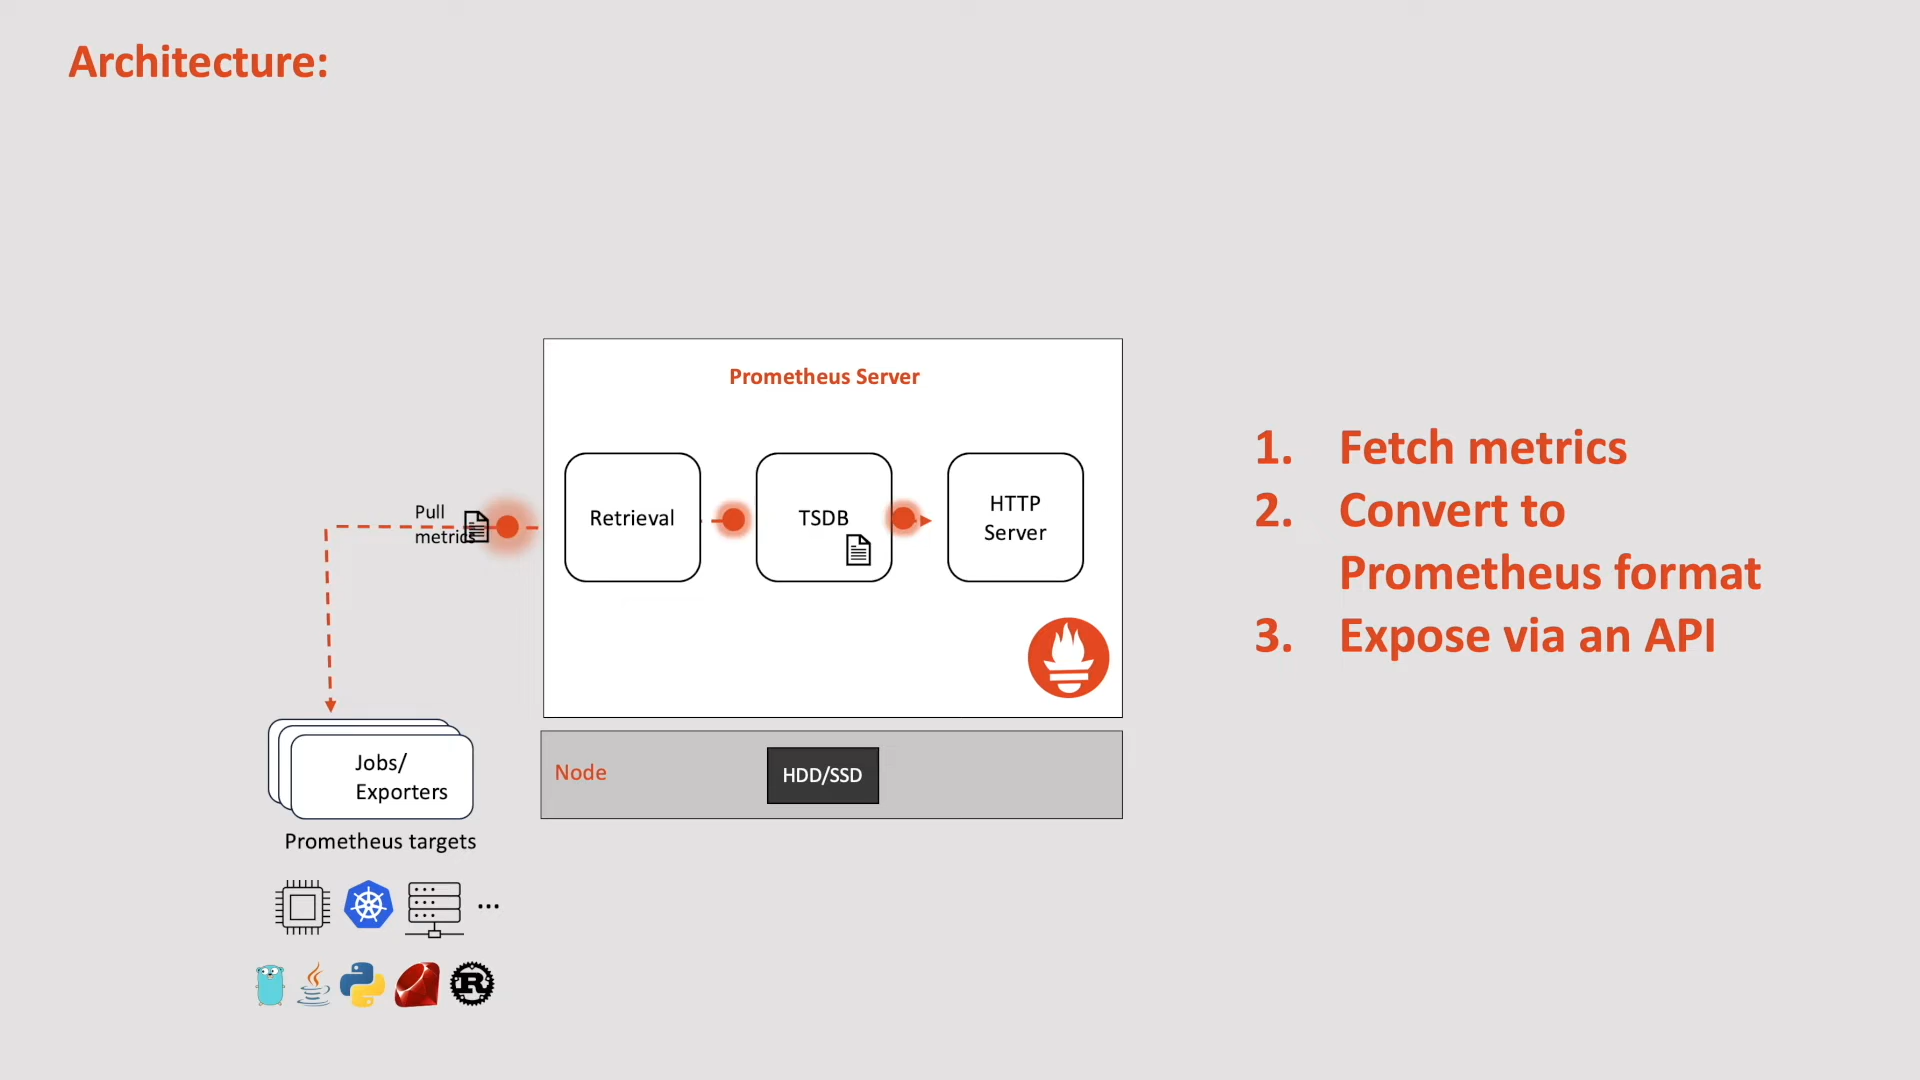 Architecture:
Prometheus Server
Retrieval
TSDB
HTTP
Server
Pull
metrics
1. Fetch metrics
2. Convert to
Prometheus format
3. Expose via an API
Node
HDD/SSD
Jobs/
Exporters
Prometheus targets
...
R